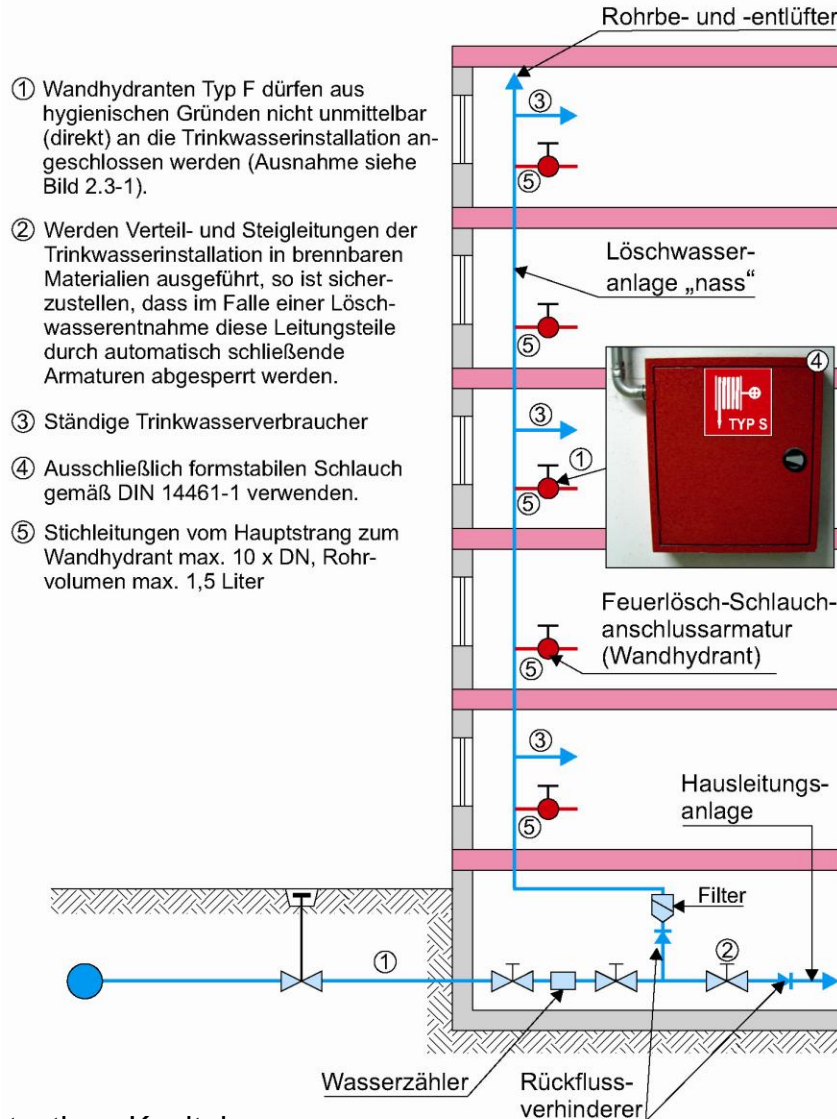 Rohrbe- und -entlüfter
① Wandhydranten Typ F dürfen aus
hygienischen Gründen nicht unmittelbar
(direkt) an die Trinkwasserinstallation an-
geschlossen werden (Ausnahme siehe
Bild 2.3-1).
② Werden Verteil- und Steigleitungen der
Trinkwasserinstallation in brennbaren
Materialien ausgeführt, so ist sicher-
zustellen, dass im Falle einer Lösch-
wasserentnahme diese Leitungsteile
durch automatisch schließende
Armaturen abgesperrt werden.
③ Ständige Trinkwasserverbraucher
④ Ausschließlich formstabilen Schlauch
gemäß DIN 14461-1 verwenden.
⑤ Stichleitungen vom Hauptstrang zum
Wandhydrant max. 10 x DN, Rohr-
volumen max. 1,5 Liter
③
⑤
Löschwasser-
anlage „nass“
⑤
④
TYP S
③
①
⑤
Feuerlösch-Schlauch-
anschlussarmatur
(Wandhydrant)
⑤
③
Hausleitungs-
anlage
⑤
Filter
①
②
Wasserzähler
Rückfluss-
verhinderer